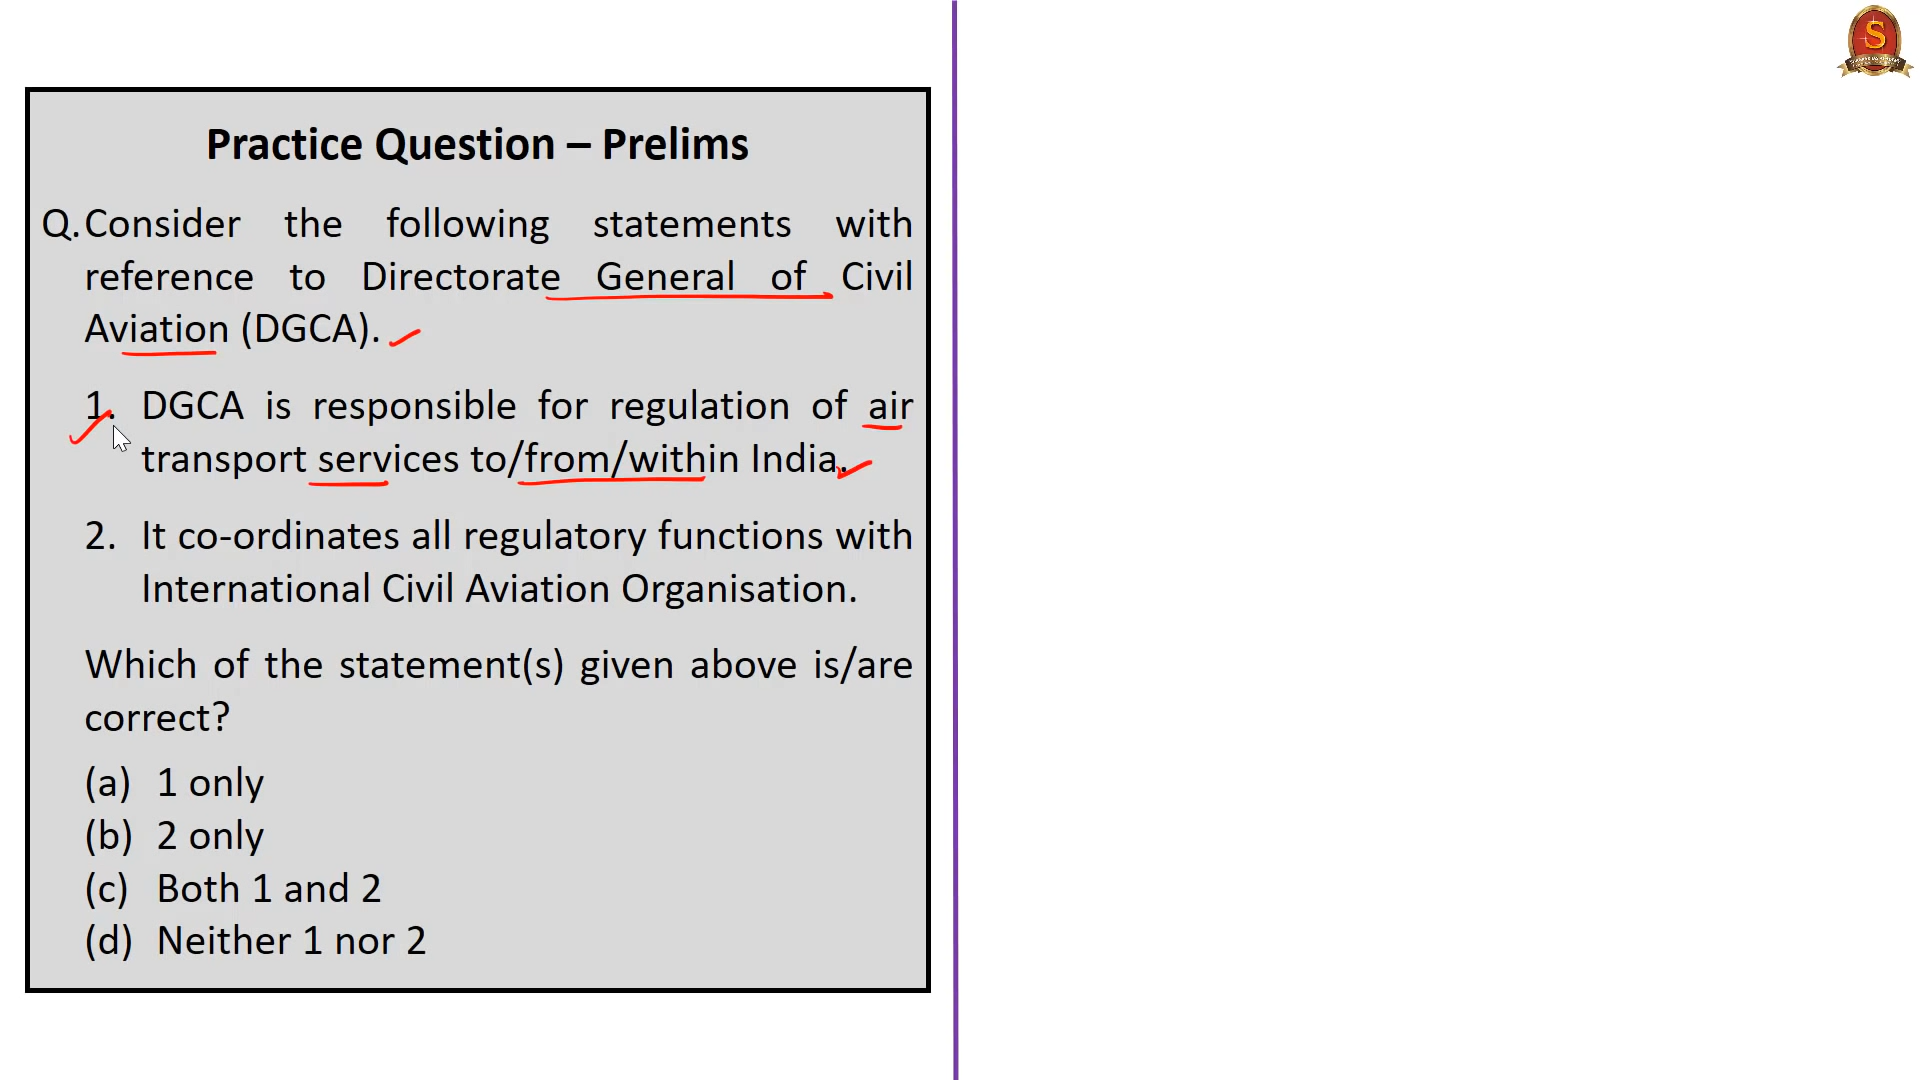 Practice Question – Prelims
Q. Consider the following statements with
reference to Directorate General of Civil
Aviation (DGCA).
1. DGCA is responsible for regulation of air
transport services to/from/within India.
2. It co-ordinates all regulatory functions with
International Civil Aviation Organisation.
Which of the statement(s) given above is/are
correct?
(a) 1 only
(b) 2 only
(c) Both 1 and 2
(d) Neither 1 nor 2
S